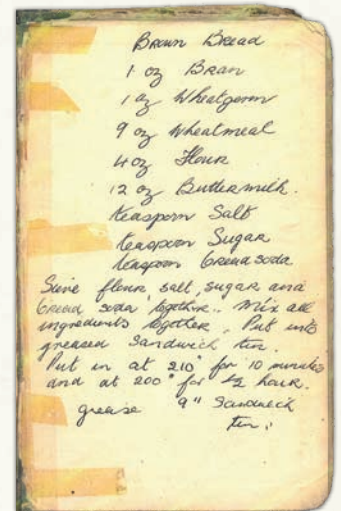 Brown Bread
1 oz Bran
1 oz Wheatgerm
9 oz Wheatmeal
4 oz Flour
12 oz Buttermilk.
teaspoon Salt
teaspoon Sugar
teaspoon bread soda
Sieve flour, salt, sugar and
bread soda together. Mix all
ingredients together. Put into
greased Sandwich tin.
Put in at 210° for 10 minutes
and at 200° for ½ hour.
grease 9" Sandwich
tin.